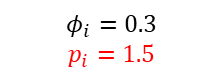 ϕᵢ = 0.3
pᵢ = 1.5